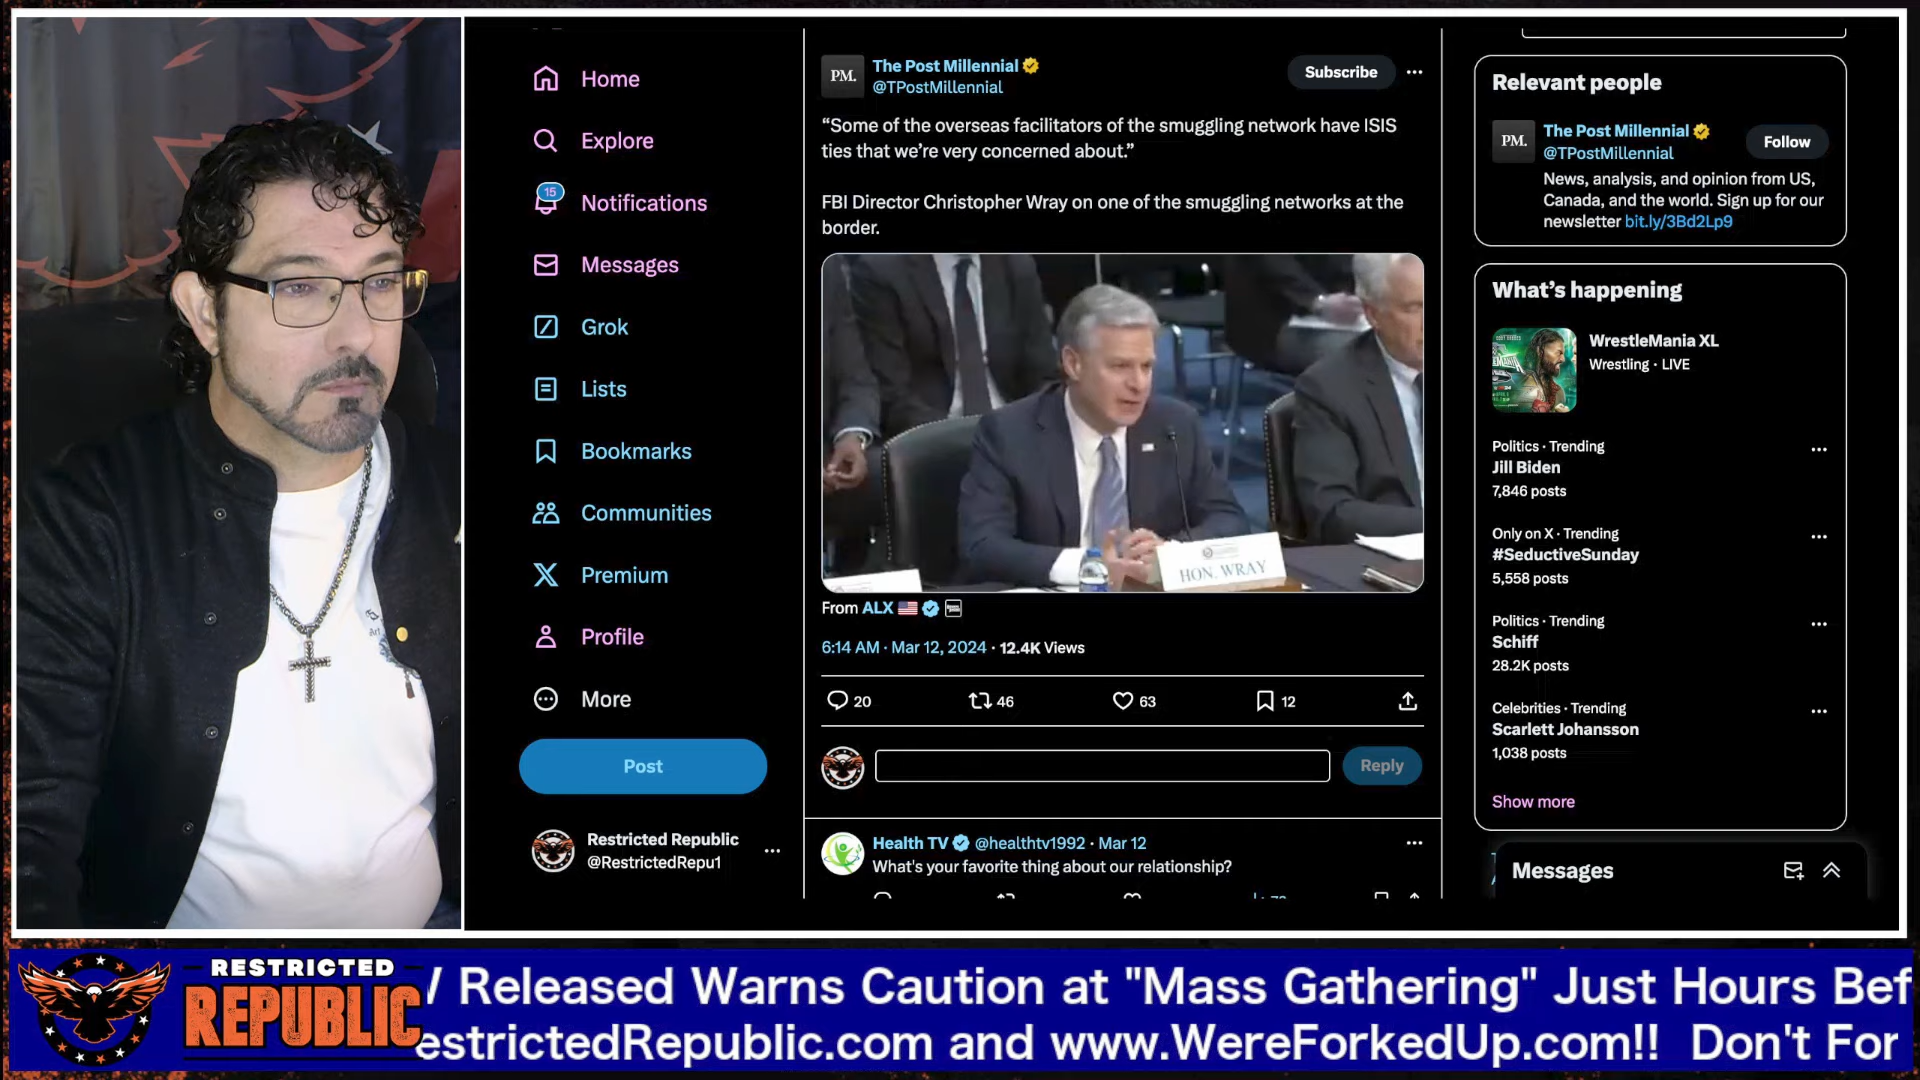 Home
Explore
15
Notifications
Messages
Grok
Lists
Bookmarks
Communities
Premium
Profile
More
Post
Restricted Republic
@RestrictedRepu1
PM.
The Post Millennial
@TPostMillennial
Subscribe
“Some of the overseas facilitators of the smuggling network have ISIS
ties that we’re very concerned about.”
FBI Director Christopher Wray on one of the smuggling networks at the
border.
HON. WRAY
From ALX
6:14 AM · Mar 12, 2024 · 12.4K Views
20 46 63 12
Reply
Health TV @healthtv1992 · Mar 12
What's your favorite thing about our relationship?
Relevant people
PM.
The Post Millennial
@TPostMillennial
Follow
News, analysis, and opinion from US,
Canada, and the world. Sign up for our
newsletter bit.ly/3Bd2Lp9
What’s happening
WrestleMania XL
Wrestling · LIVE
Politics · Trending
Jill Biden
7,846 posts
Only on X · Trending
#SeductiveSunday
5,558 posts
Politics · Trending
Schiff
28.2K posts
Celebrities · Trending
Scarlett Johansson
1,038 posts
Show more
Messages
RESTRICTED
REPUBLIC
Released Warns Caution at "Mass Gathering" Just Hours Bef
estrictedRepublic.com and www.WereForkedUp.com!! Don't For